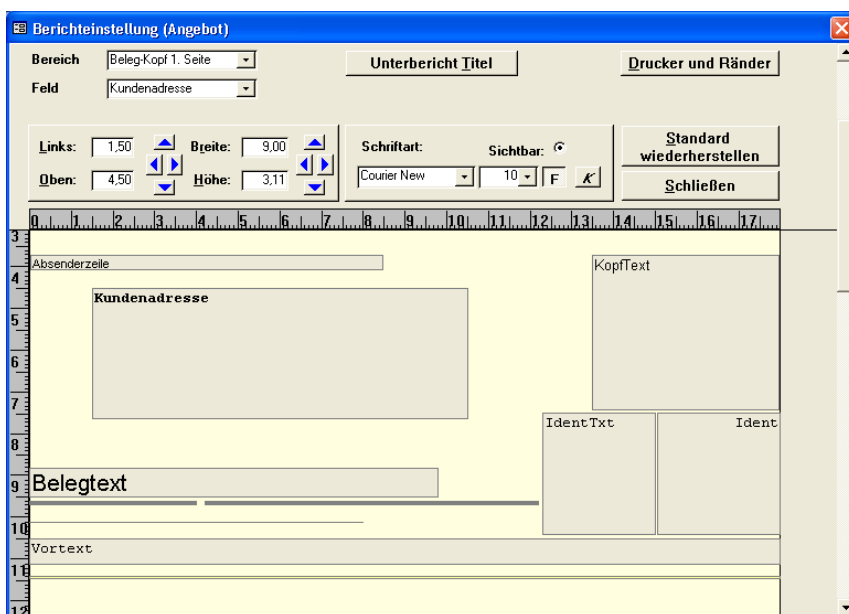 Berichteinstellung (Angebot)
Bereich Beleg-Kopf 1. Seite Unterbericht Titel Drucker und Ränder
Feld Kundenadresse
Links: 1,50 Breite: 9,00 Schriftart: Sichtbar: Standard wiederherstellen
Oben: 4,50 Höhe: 3,11 Courier New 10 F K Schließen
0 1 2 3 4 5 6 7 8 9 10 11 12 13 14 15 16 17
3
Absenderzeile KopfText
4
Kundenadresse
5
6
7
IdentTxt Ident
8
Belegtext
9
10
Vortext
11
12